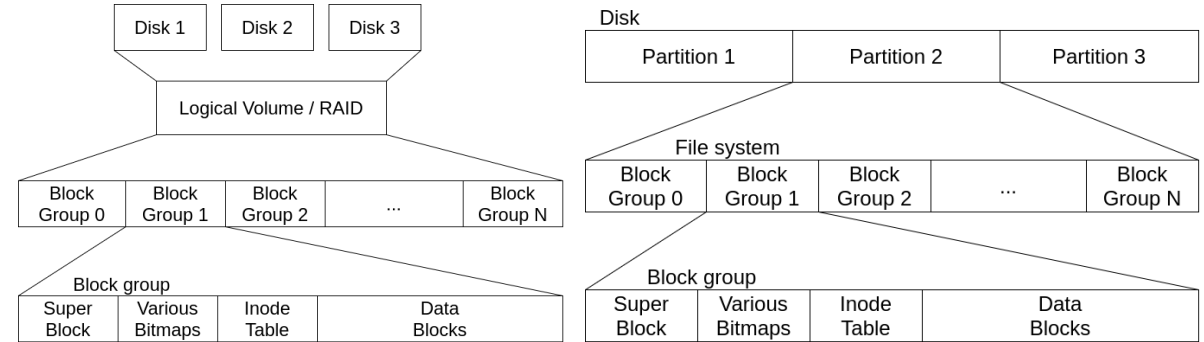 Disk 1
Disk 2
Disk 3
Logical Volume / RAID
Block
Group 0
Block
Group 1
Block
Group 2
...
Block
Group N
Block group
Super
Block
Various
Bitmaps
Inode
Table
Data
Blocks
Disk
Partition 1
Partition 2
Partition 3
File system
Block
Group 0
Block
Group 1
Block
Group 2
...
Block
Group N
Block group
Super
Block
Various
Bitmaps
Inode
Table
Data
Blocks